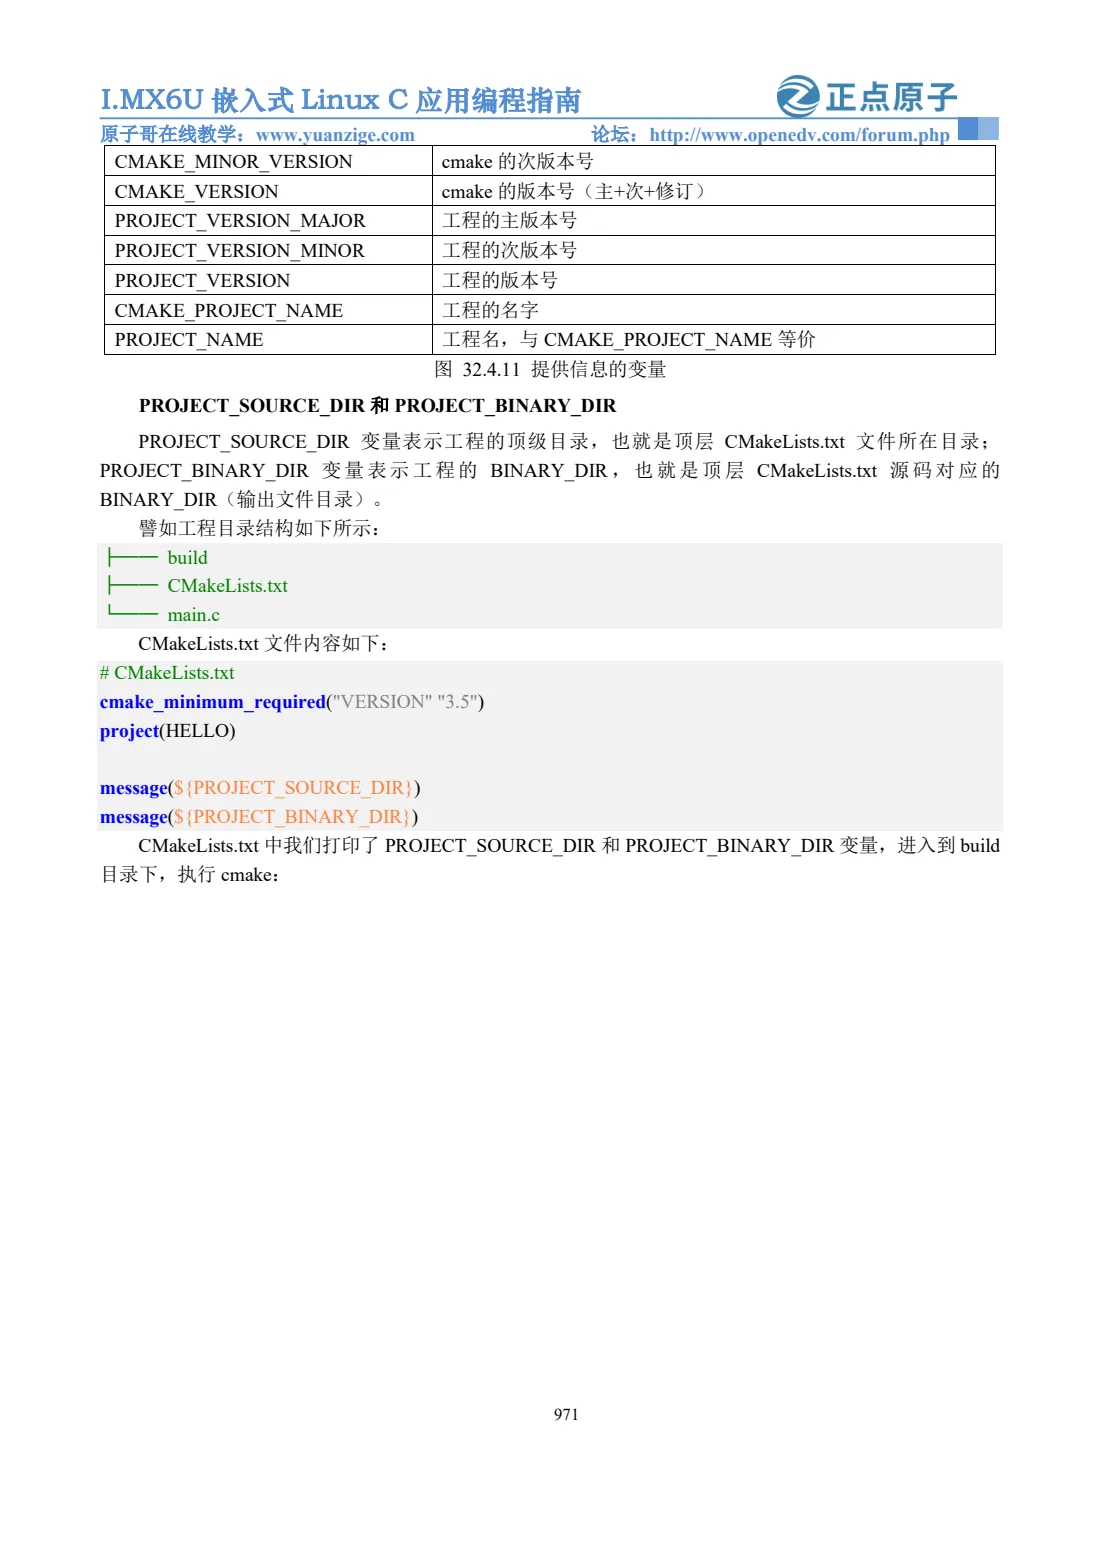 I.MX6U 嵌入式 Linux C 应用编程指南
正点原子
原子哥在线教学：www.yuanzige.com 论坛：http://www.openedv.com/forum.php
CMAKE_MINOR_VERSION cmake 的次版本号
CMAKE_VERSION cmake 的版本号（主+次+修订）
PROJECT_VERSION_MAJOR 工程的主版本号
PROJECT_VERSION_MINOR 工程的次版本号
PROJECT_VERSION 工程的版本号
CMAKE_PROJECT_NAME 工程的名字
PROJECT_NAME 工程名，与 CMAKE_PROJECT_NAME 等价
图 32.4.11 提供信息的变量
PROJECT_SOURCE_DIR 和 PROJECT_BINARY_DIR
PROJECT_SOURCE_DIR 变量表示工程的顶级目录，也就是顶层 CMakeLists.txt 文件所在目录；
PROJECT_BINARY_DIR 变量表示工程的 BINARY_DIR，也就是顶层 CMakeLists.txt 源码对应的
BINARY_DIR（输出文件目录）。
譬如工程目录结构如下所示：
├── build
├── CMakeLists.txt
└── main.c
CMakeLists.txt 文件内容如下：
# CMakeLists.txt
cmake_minimum_required("VERSION" "3.5")
project(HELLO)
message(${PROJECT_SOURCE_DIR})
message(${PROJECT_BINARY_DIR})
CMakeLists.txt 中我们打印了 PROJECT_SOURCE_DIR 和 PROJECT_BINARY_DIR 变量，进入到 build
目录下，执行 cmake：
971